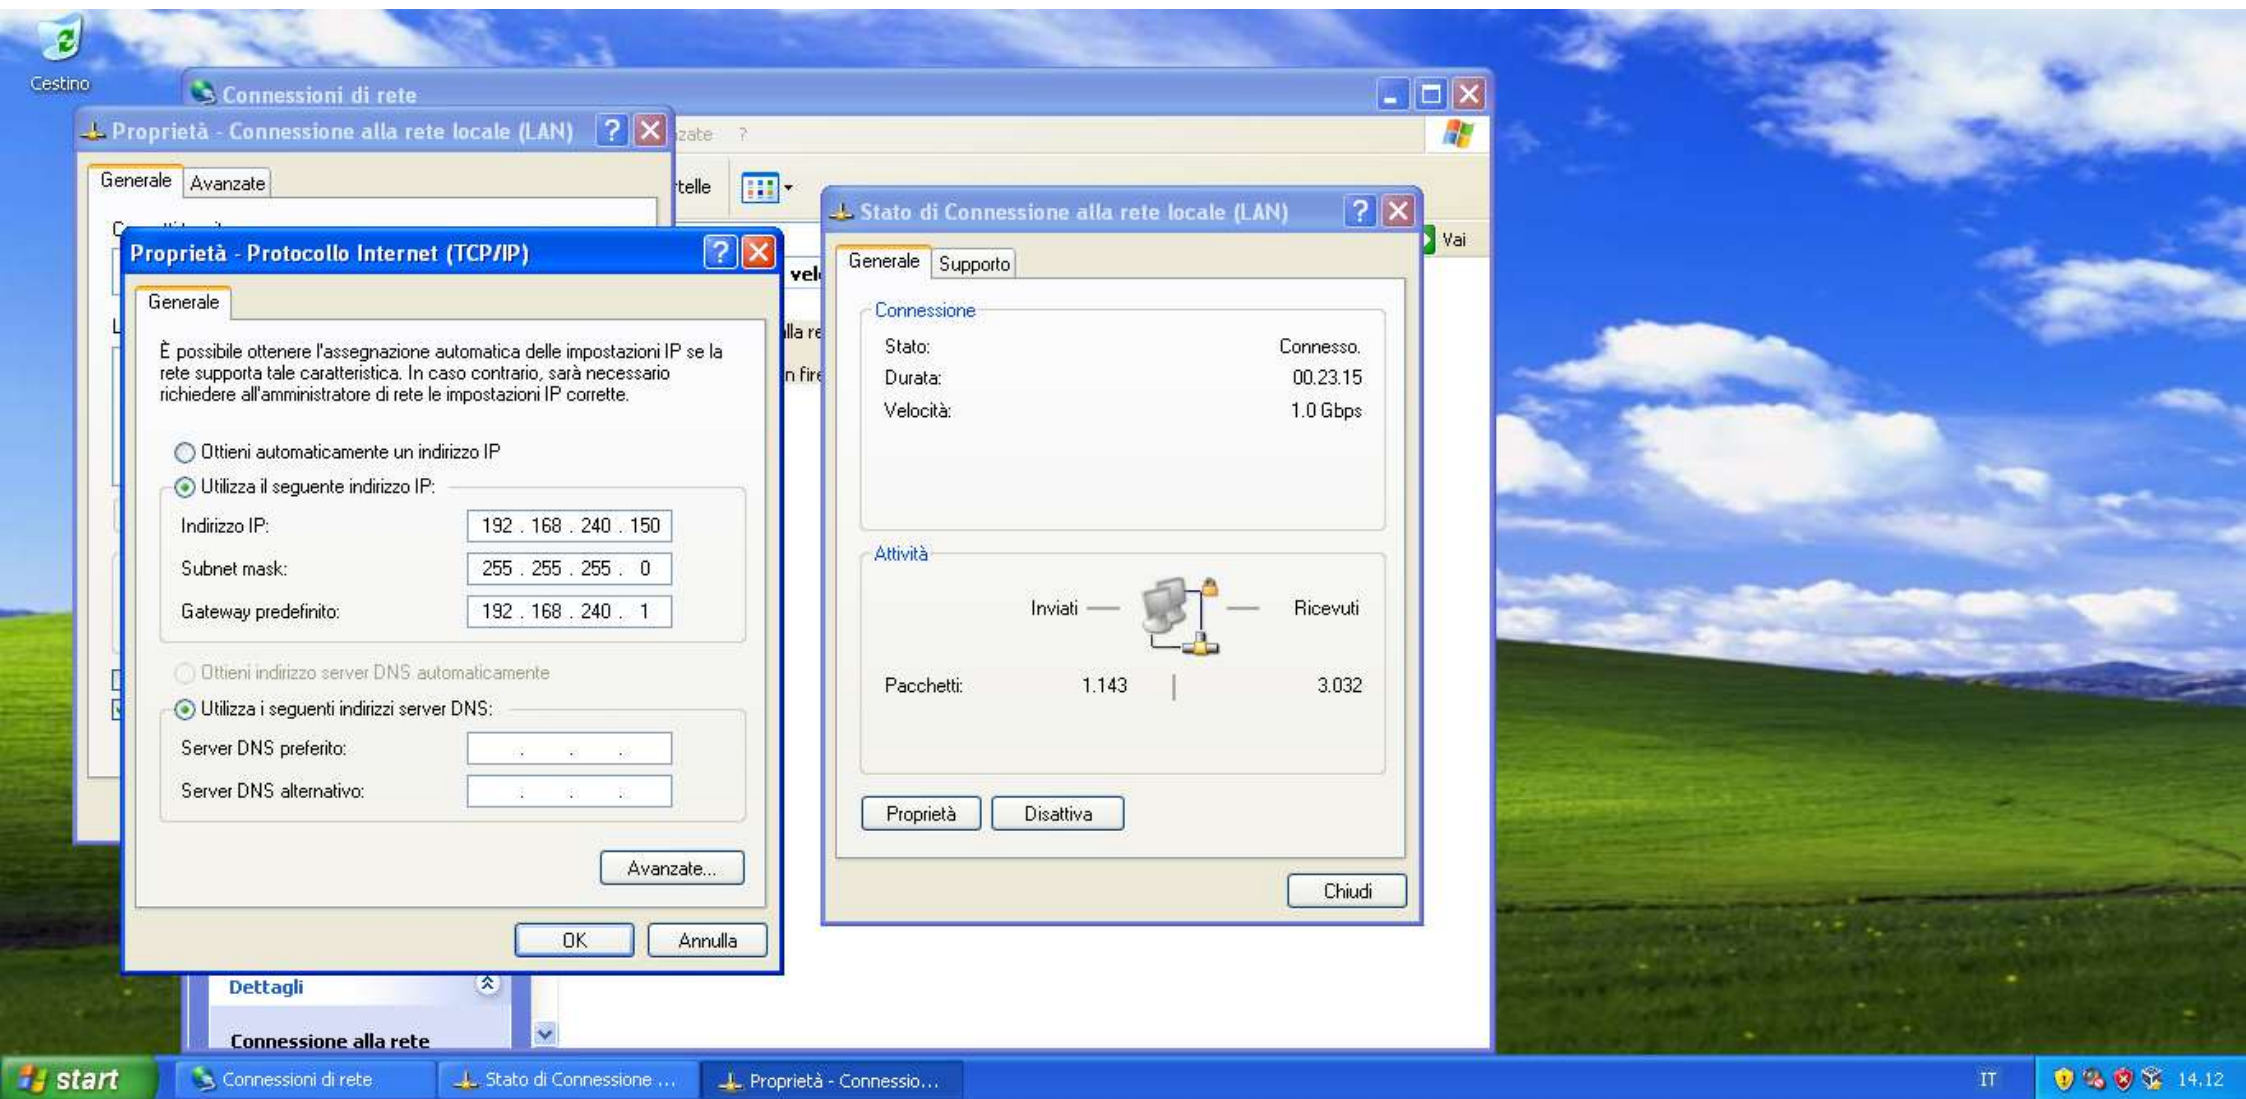 Cestino
Connessioni di rete
Proprietà - Connessione alla rete locale (LAN)
zate ?
Generale Avanzate
telle
Stato di Connessione alla rete locale (LAN)
Vai
Proprietà - Protocollo Internet (TCP/IP)
Generale
È possibile ottenere l'assegnazione automatica delle impostazioni IP se la
rete supporta tale caratteristica. In caso contrario, sarà necessario
richiedere all'amministratore di rete le impostazioni IP corrette.
Ottieni automaticamente un indirizzo IP
Utilizza il seguente indirizzo IP:
Indirizzo IP: 192 . 168 . 240 . 150
Subnet mask: 255 . 255 . 255 . 0
Gateway predefinito: 192 . 168 . 240 . 1
Ottieni indirizzo server DNS automaticamente
Utilizza i seguenti indirizzi server DNS:
Server DNS preferito: . . .
Server DNS alternativo: . . .
Avanzate...
OK Annulla
velo
lla re
n fire
Generale Supporto
Connessione
Stato: Connesso.
Durata: 00.23.15
Velocità: 1.0 Gbps
Attività
Inviati Ricevuti
Pacchetti: 1.143 3.032
Proprietà Disattiva
Chiudi
Dettagli
Connessione alla rete
start Connessioni di rete Stato di Connessione ... Proprietà - Connessio... IT 14.12